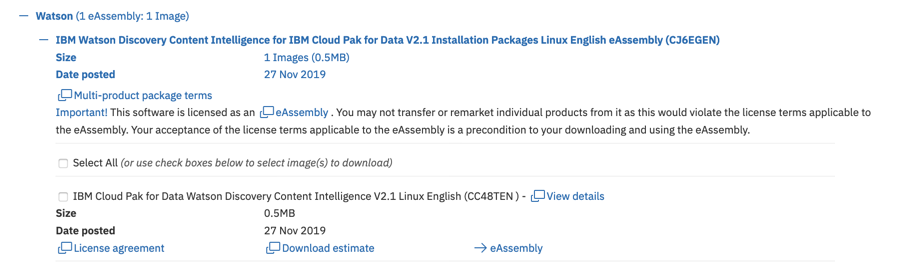 Watson (1 eAssembly: 1 Image)
IBM Watson Discovery Content Intelligence for IBM Cloud Pak for Data V2.1 Installation Packages Linux English eAssembly (CJ6EGEN)
Size 1 Images (0.5MB)
Date posted 27 Nov 2019
Multi-product package terms
Important! This software is licensed as an eAssembly . You may not transfer or remarket individual products from it as this would violate the license terms applicable to
the eAssembly. Your acceptance of the license terms applicable to the eAssembly is a precondition to your downloading and using the eAssembly.
Select All (or use check boxes below to select image(s) to download)
IBM Cloud Pak for Data Watson Discovery Content Intelligence V2.1 Linux English (CC48TEN ) - View details
Size 0.5MB
Date posted 27 Nov 2019
License agreement Download estimate eAssembly